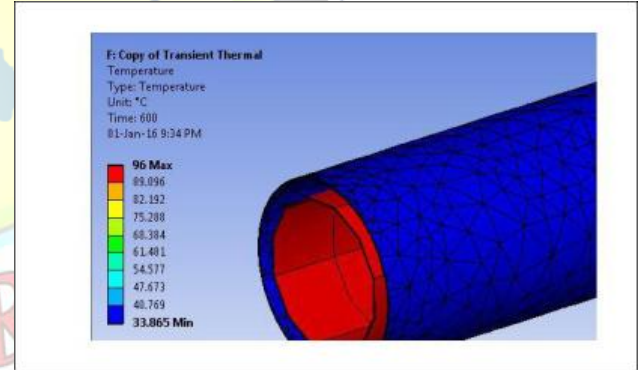 F: Copy of Transient Thermal
Temperature
Type: Temperature
Unit: °C
Time: 600
01-Jan-16 9:34 PM
96 Max
89.096
82.192
75.288
68.384
61.481
54.577
47.673
40.769
33.865 Min